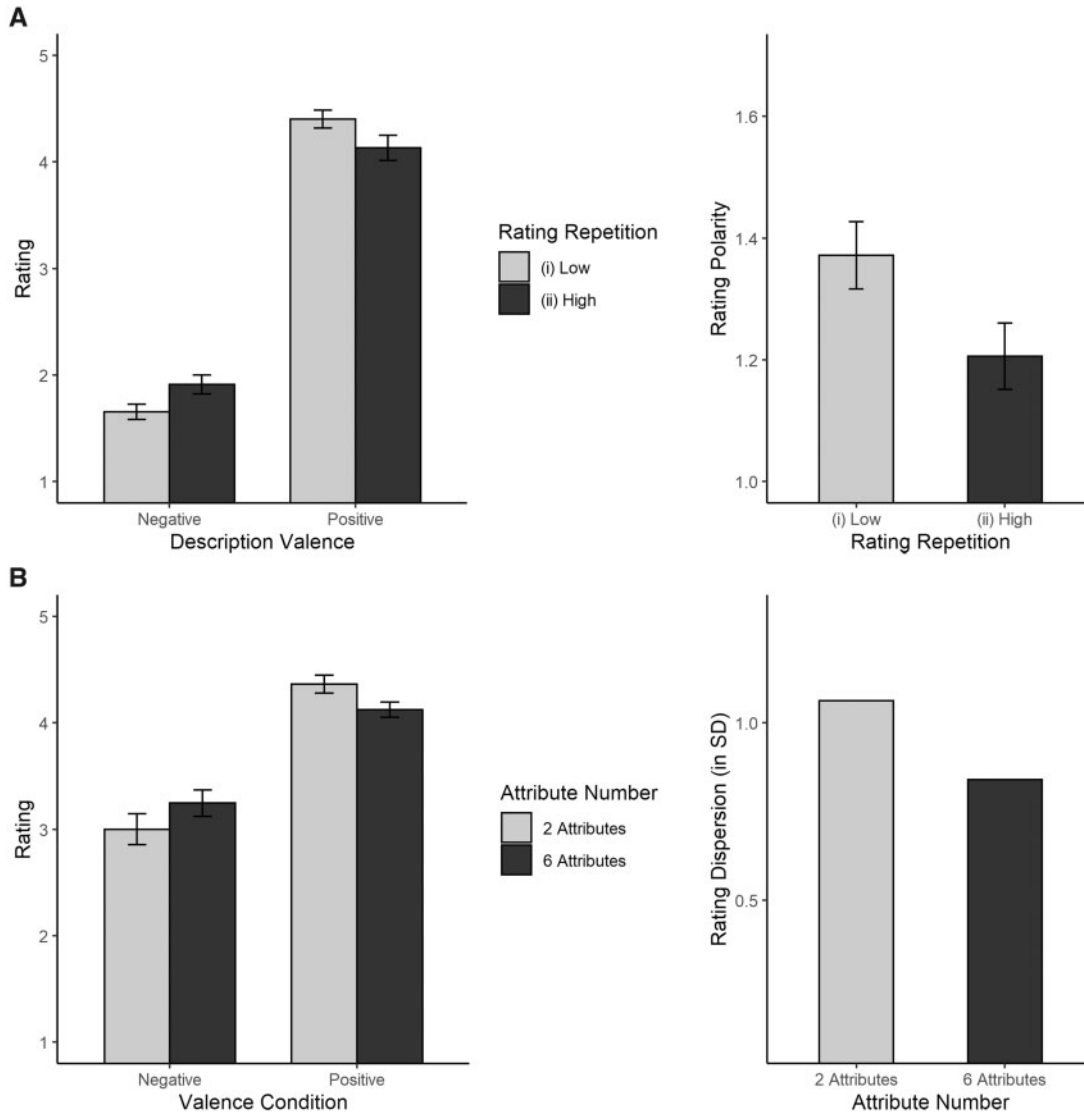 A
5
4
3
2
1
Rating
Negative
Positive
Description Valence
Rating Repetition
(i) Low
(ii) High
1.6
1.4
1.2
1.0
Rating Polarity
(i) Low
(ii) High
Rating Repetition
B
5
4
3
2
1
Rating
Negative
Positive
Valence Condition
Attribute Number
2 Attributes
6 Attributes
1.0
0.5
Rating Dispersion (in SD)
2 Attributes
6 Attributes
Attribute Number